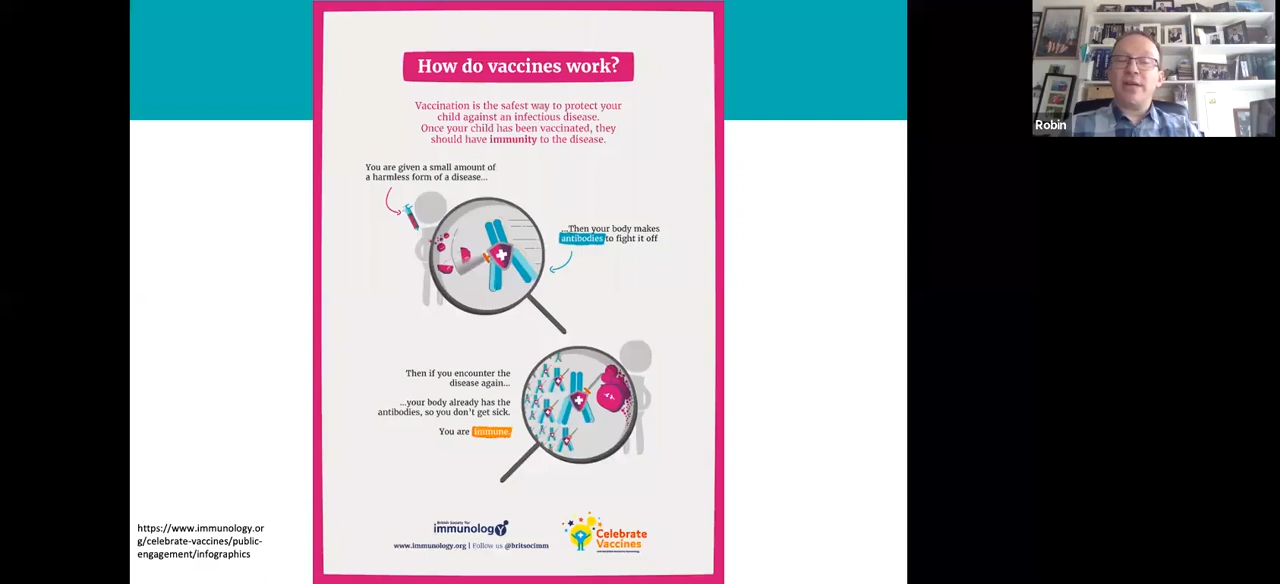 How do vaccines work?
Vaccination is the safest way to protect your
child against an infectious disease.
Once your child has been vaccinated, they
should have immunity to the disease.
You are given a small amount of
a harmless form of a disease...
...Then your body makes
antibodies to fight it off
Then if you encounter the
disease again...
...your body already has the
antibodies, so you don't get sick.
You are immune.
https://www.immunology.or
g/celebrate-vaccines/public-
engagement/infographics
British Society for
immunology
www.immunology.org | Follow us @britsocimm
Celebrate
Vaccines
Robin